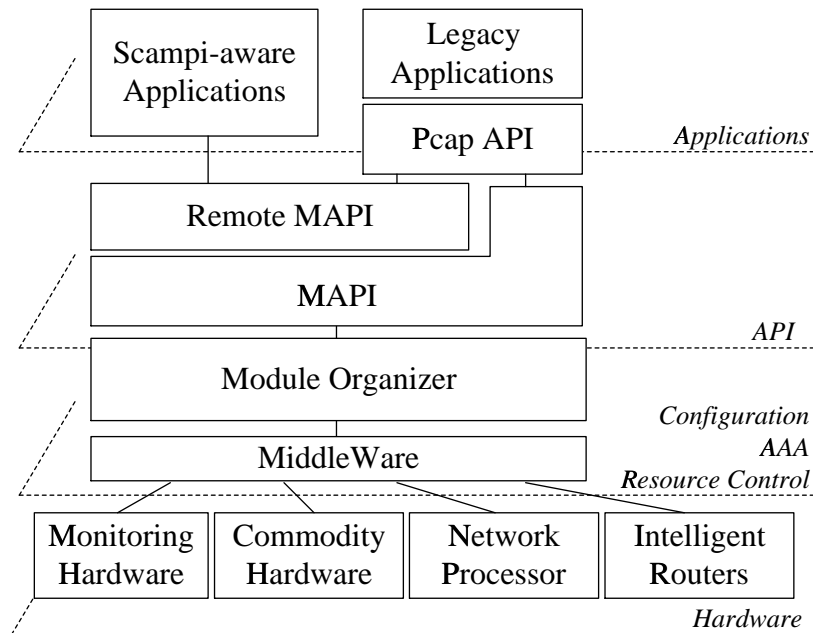 Scampi-aware
Applications
Legacy
Applications
Pcap API
Applications
Remote MAPI
MAPI
API
Module Organizer
Configuration
AAA
MiddleWare
Resource Control
Monitoring
Hardware
Commodity
Hardware
Network
Processor
Intelligent
Routers
Hardware